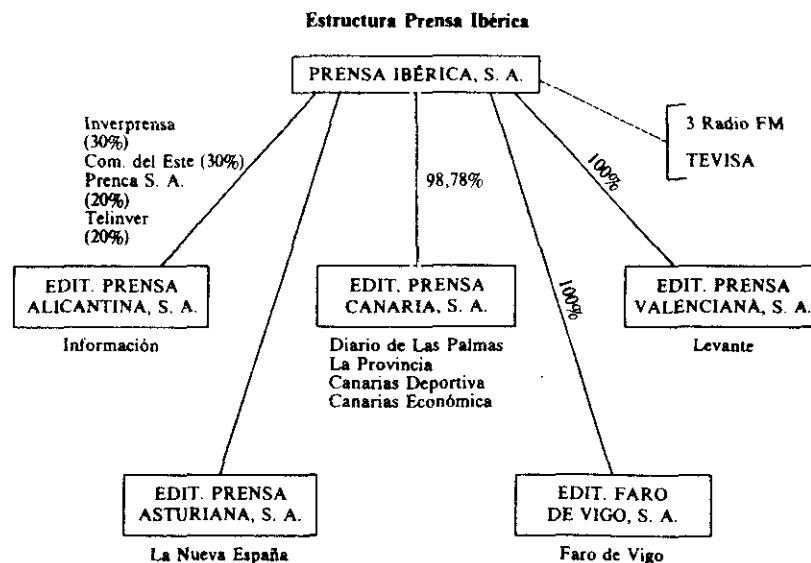 Estructura Prensa Ibérica
PRENSA IBÉRICA, S. A.
3 Radio FM
TEVISA
Inverprensa
(30%)
Com. del Este (30%)
Prenca S. A.
(20%)
Telinver
(20%)
98,78%
100%
100%
EDIT. PRENSA
ALICANTINA, S. A.
Información
EDIT. PRENSA
CANARIA, S. A.
Diario de Las Palmas
La Provincia
Canarias Deportiva
Canarias Económica
EDIT. PRENSA
VALENCIANA, S. A.
Levante
EDIT. PRENSA
ASTURIANA, S. A.
La Nueva España
EDIT. FARO
DE VIGO, S. A.
Faro de Vigo